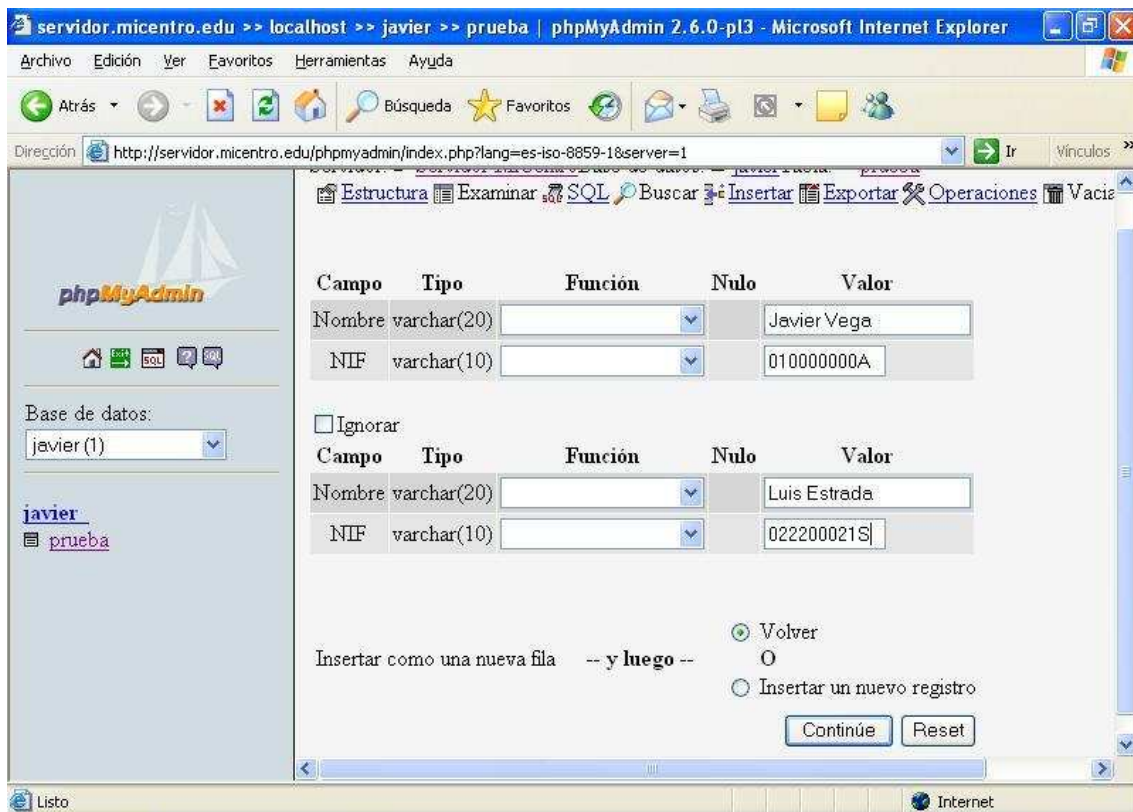 servidor.micentro.edu >> localhost >> javier >> prueba | phpMyAdmin 2.6.0-pl3 - Microsoft Internet Explorer
Archivo Edición Ver Favoritos Herramientas Ayuda
Atrás Búsqueda Favoritos
Dirección http://servidor.micentro.edu/phpmyadmin/index.php?lang=es-iso-8859-1&server=1 Ir Vínculos »
Estructura Examinar SQL Buscar Insertar Exportar Operaciones Vacia
phpMyAdmin
Exit SQL SQL
Base de datos:
javier (1)
javier
prueba
Campo Tipo Función Nulo Valor
Nombre varchar(20) Javier Vega
NIF varchar(10) 010000000A
Ignorar
Campo Tipo Función Nulo Valor
Nombre varchar(20) Luis Estrada
NIF varchar(10) 022200021S
Volver
Insertar como una nueva fila -- y luego -- O
Insertar un nuevo registro
Continúe Reset
Listo Internet